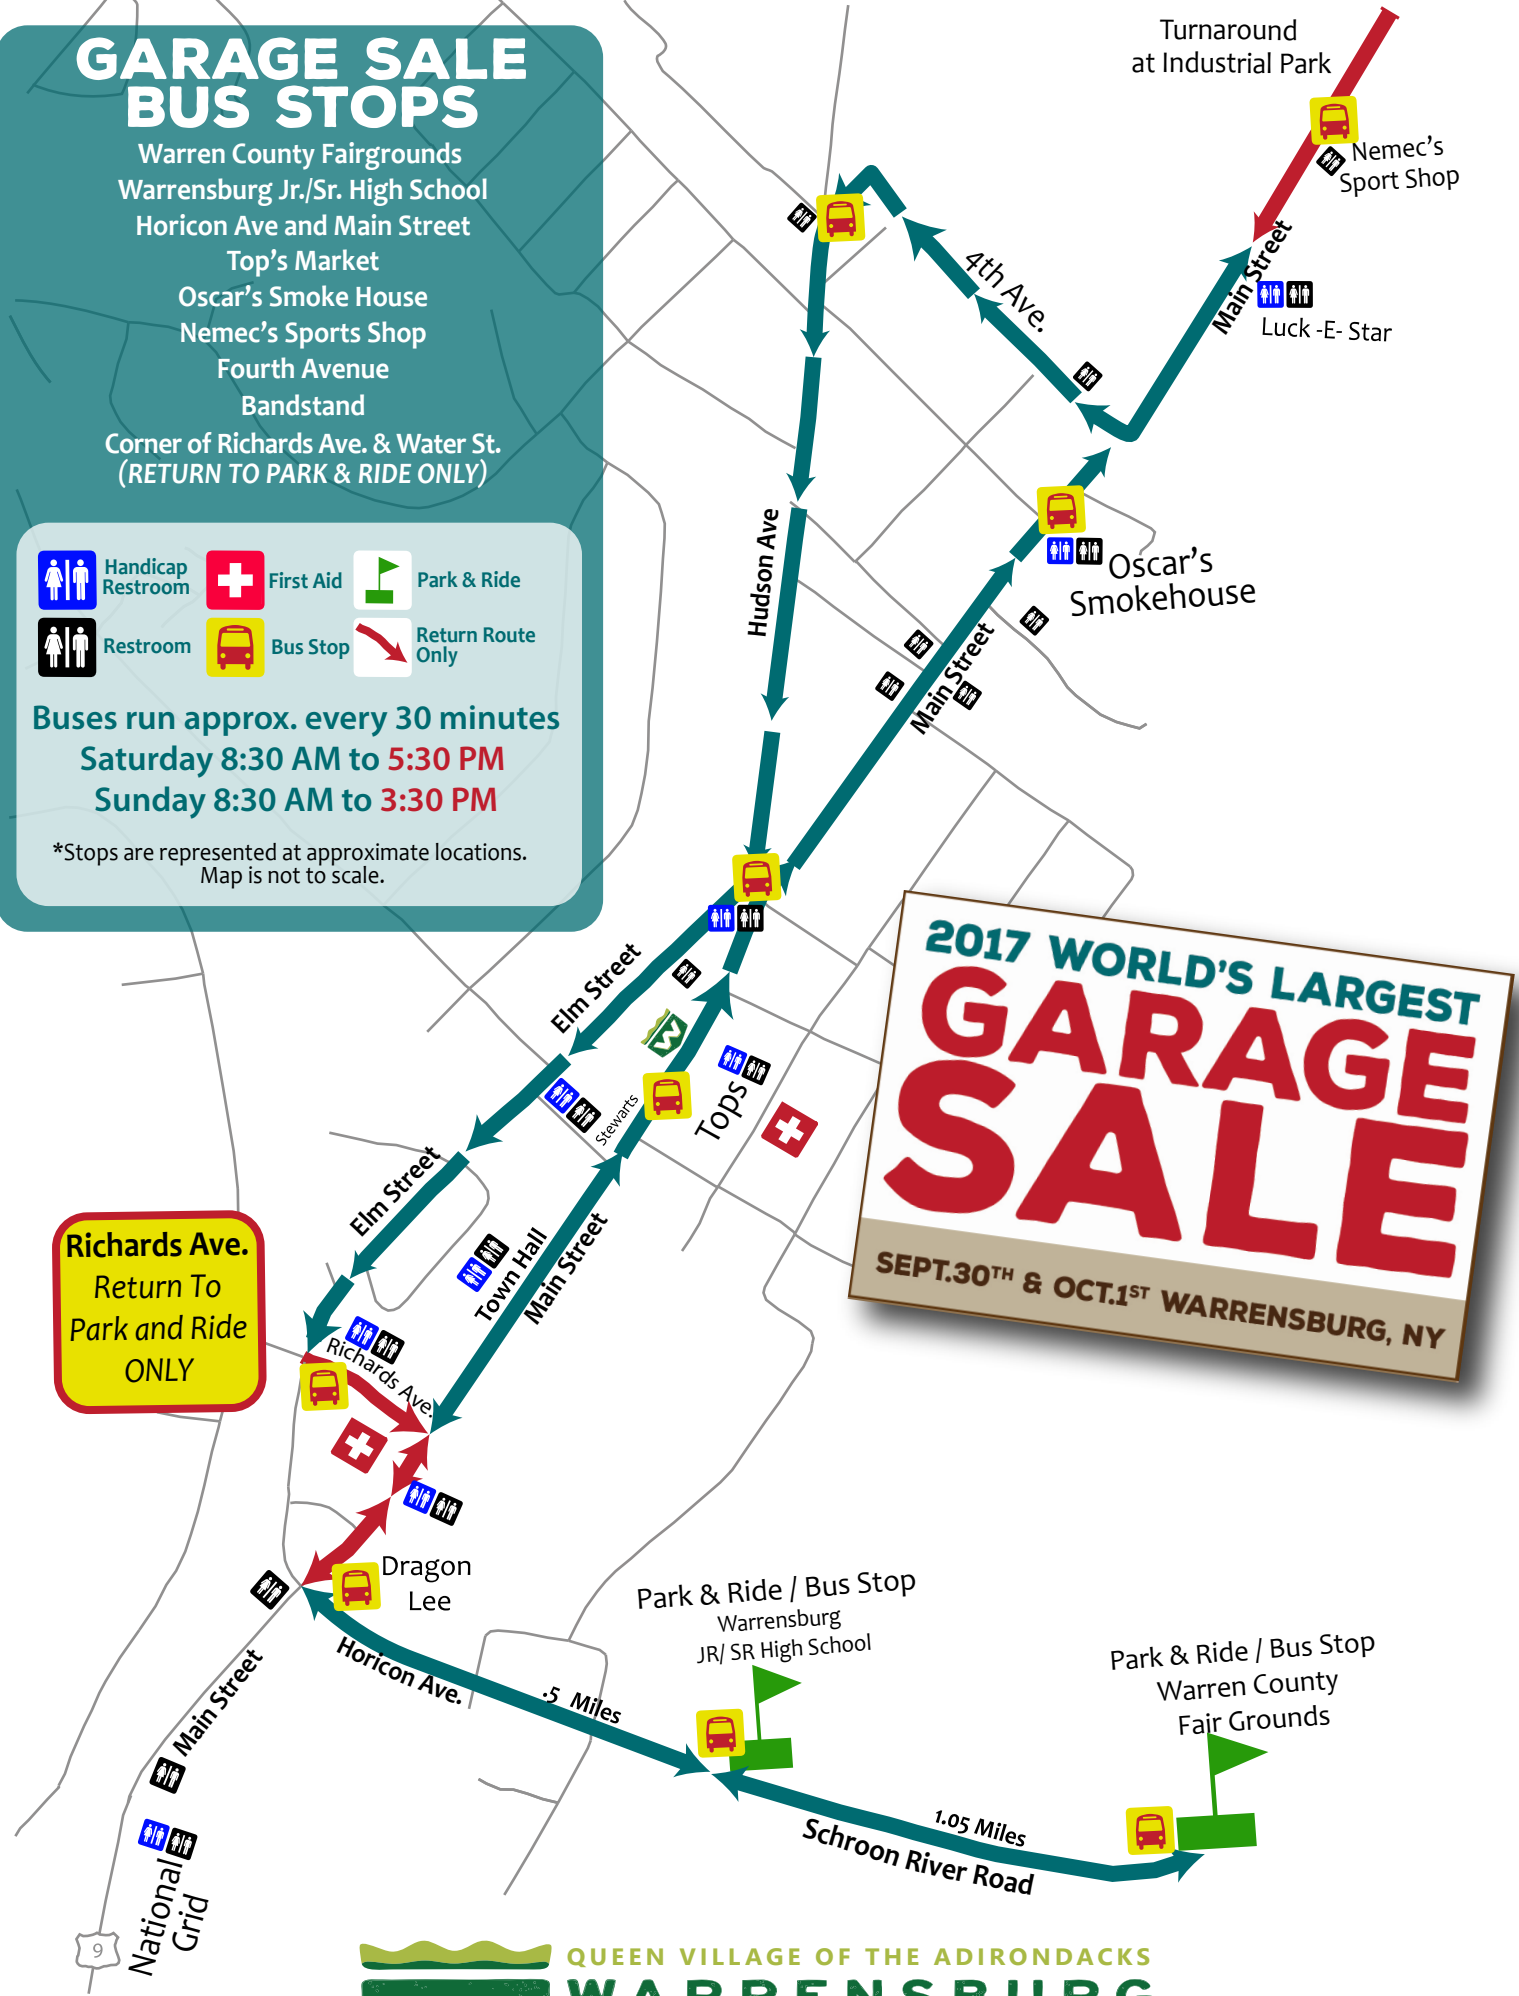 GARAGE SALE
BUS STOPS
Warren County Fairgrounds
Warrensburg Jr./Sr. High School
Horicon Ave and Main Street
Top's Market
Oscar's Smoke House
Nemec's Sports Shop
Fourth Avenue
Bandstand
Corner of Richards Ave. & Water St.
(RETURN TO PARK & RIDE ONLY)
Handicap
Restroom
First Aid
Park & Ride
Restroom
Bus Stop
Return Route
Only
Buses run approx. every 30 minutes
Saturday 8:30 AM to 5:30 PM
Sunday 8:30 AM to 3:30 PM
*Stops are represented at approximate locations.
Map is not to scale.
Turnaround
at Industrial Park
Nemec's
Sport Shop
Main Street
Luck -E- Star
4th Ave.
Hudson Ave
Oscar's
Smokehouse
Main Street
2017 WORLD'S LARGEST
GARAGE
SALE
SEPT.30TH & OCT.1ST WARRENSBURG, NY
Elm Street
W
Stewarts
Tops
Elm Street
Town Hall
Main Street
Richards Ave.
Return To
Park and Ride
ONLY
Richards Ave.
Dragon
Lee
Park & Ride / Bus Stop
Warrensburg
JR/ SR High School
Park & Ride / Bus Stop
Warren County
Fair Grounds
Horicon Ave.
.5 Miles
Main Street
1.05 Miles
Schroon River Road
National
Grid
9
QUEEN VILLAGE OF THE ADIRONDACKS
WARRENSBURG